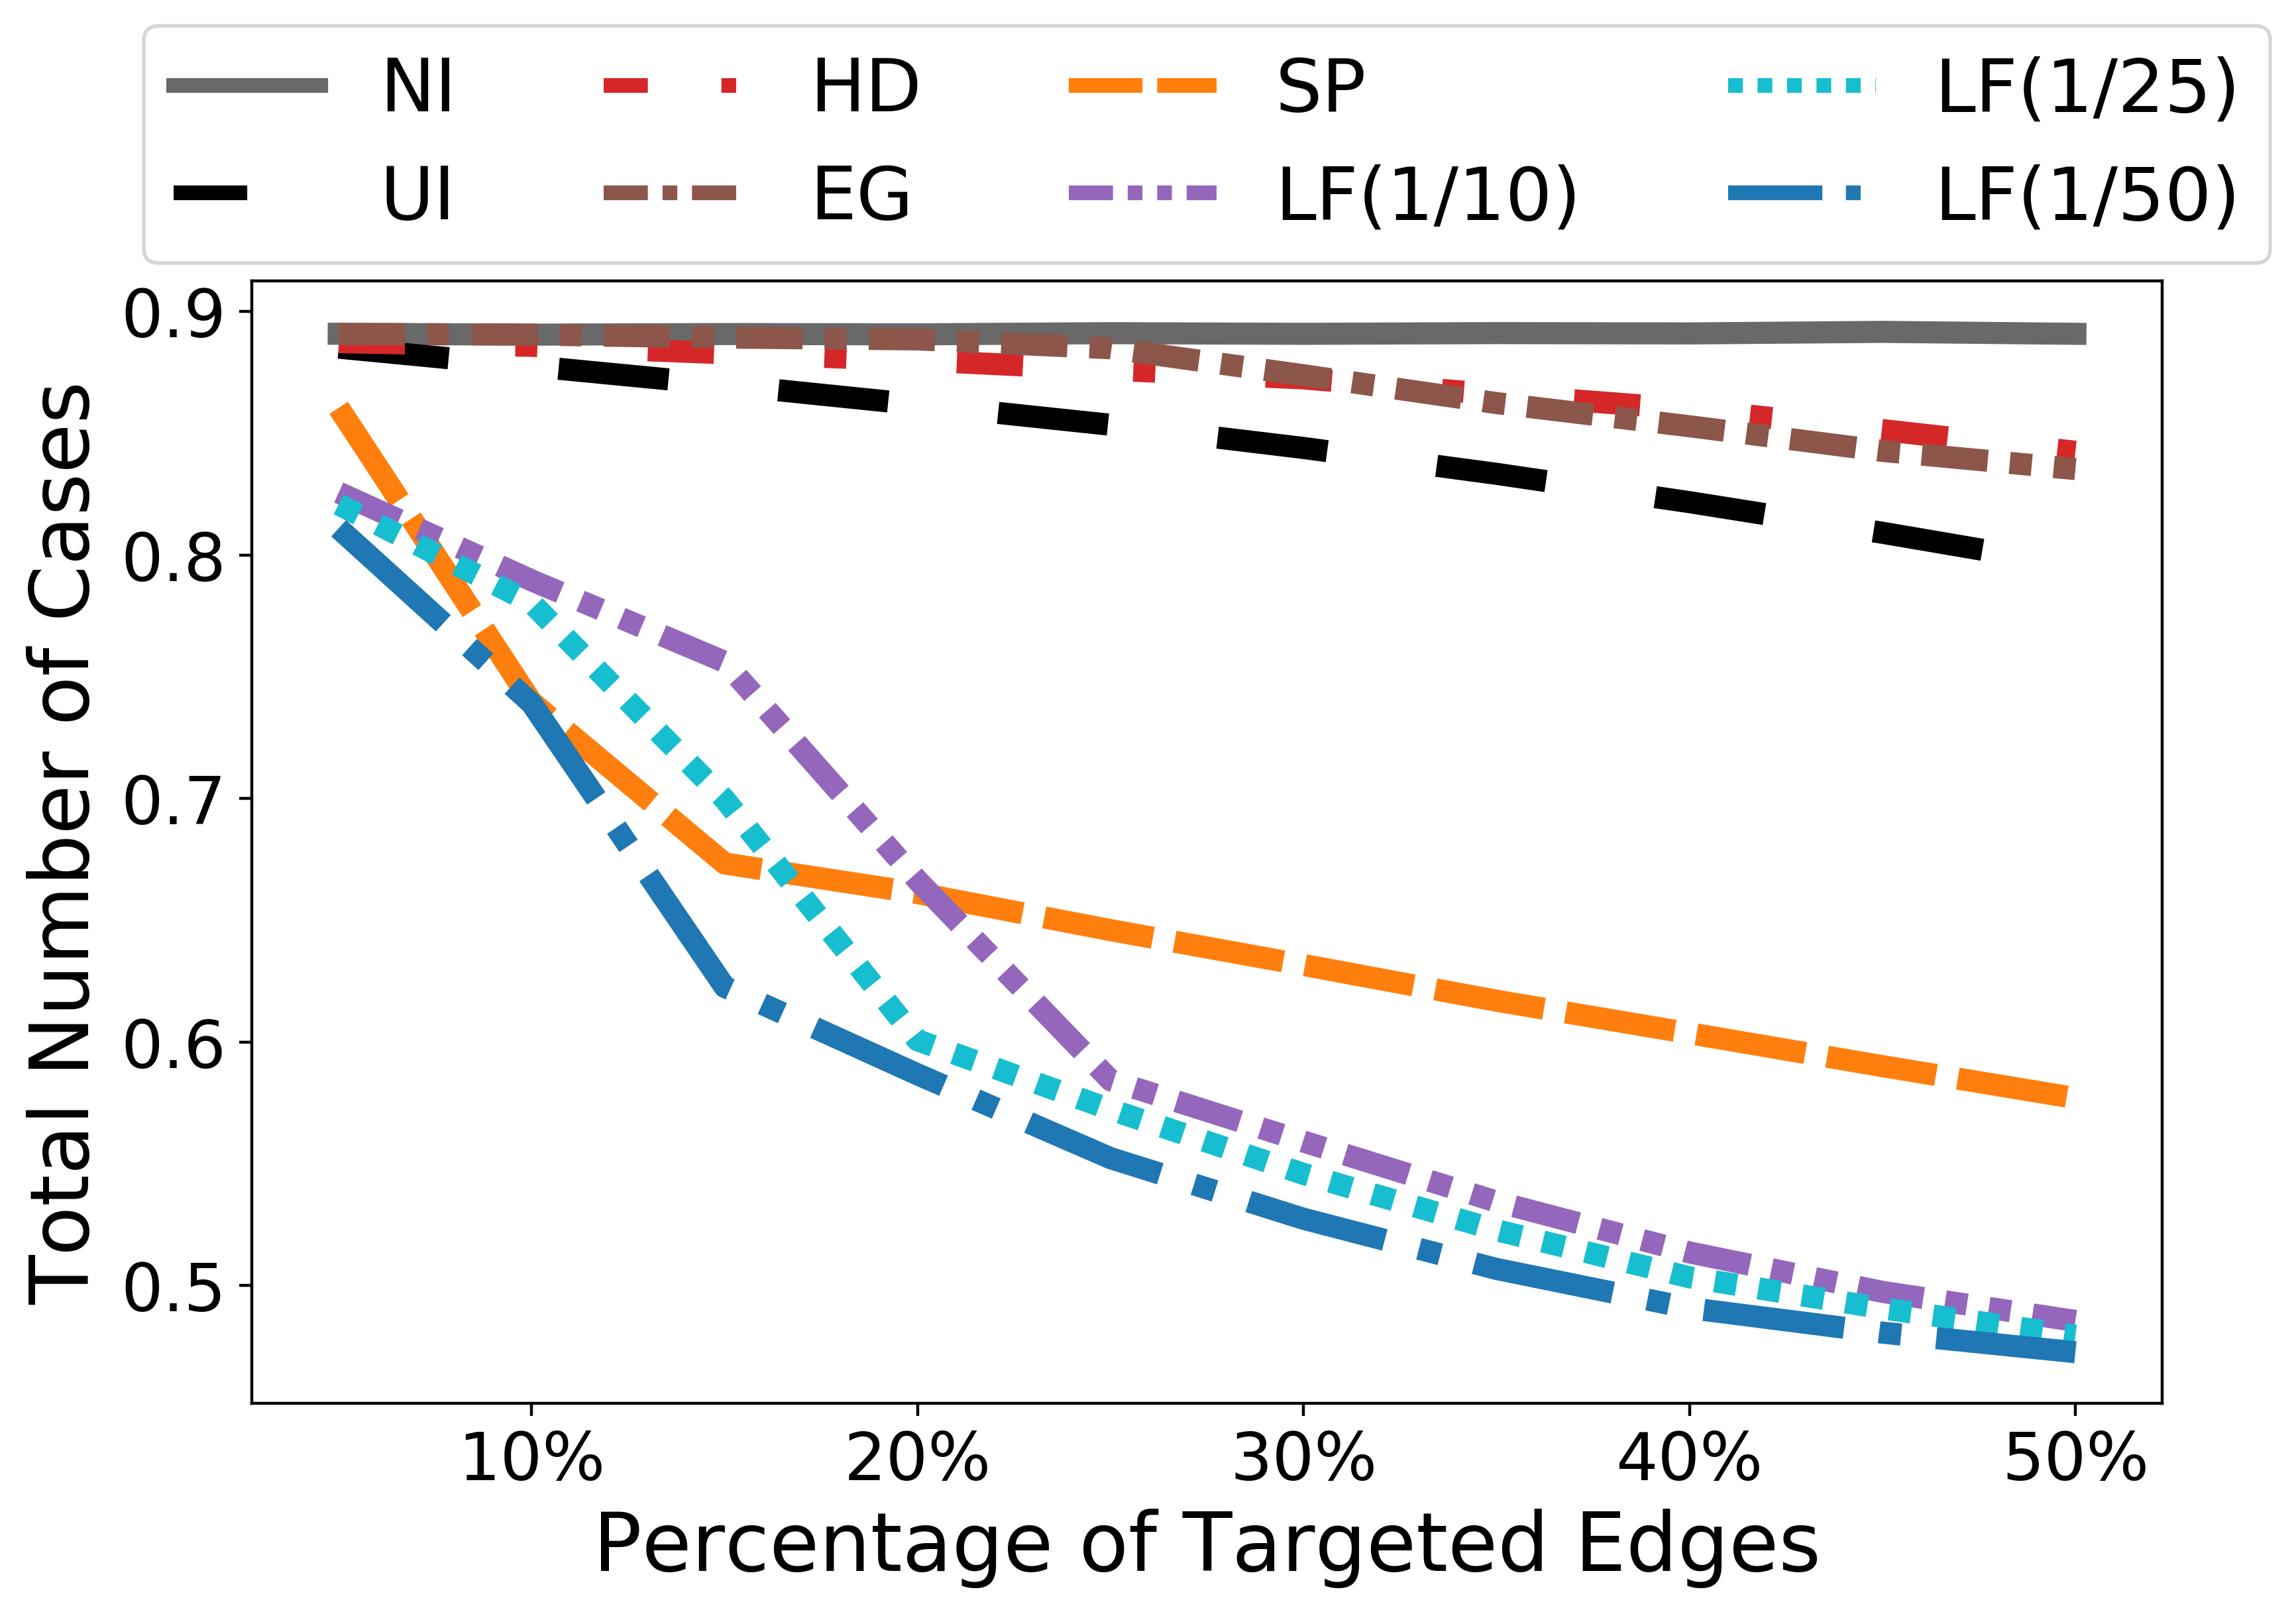 NI HD SP LF(1/25)
UI EG LF(1/10) LF(1/50)
Total Number of Cases
0.9
0.8
0.7
0.6
0.5
10% 20% 30% 40% 50%
Percentage of Targeted Edges